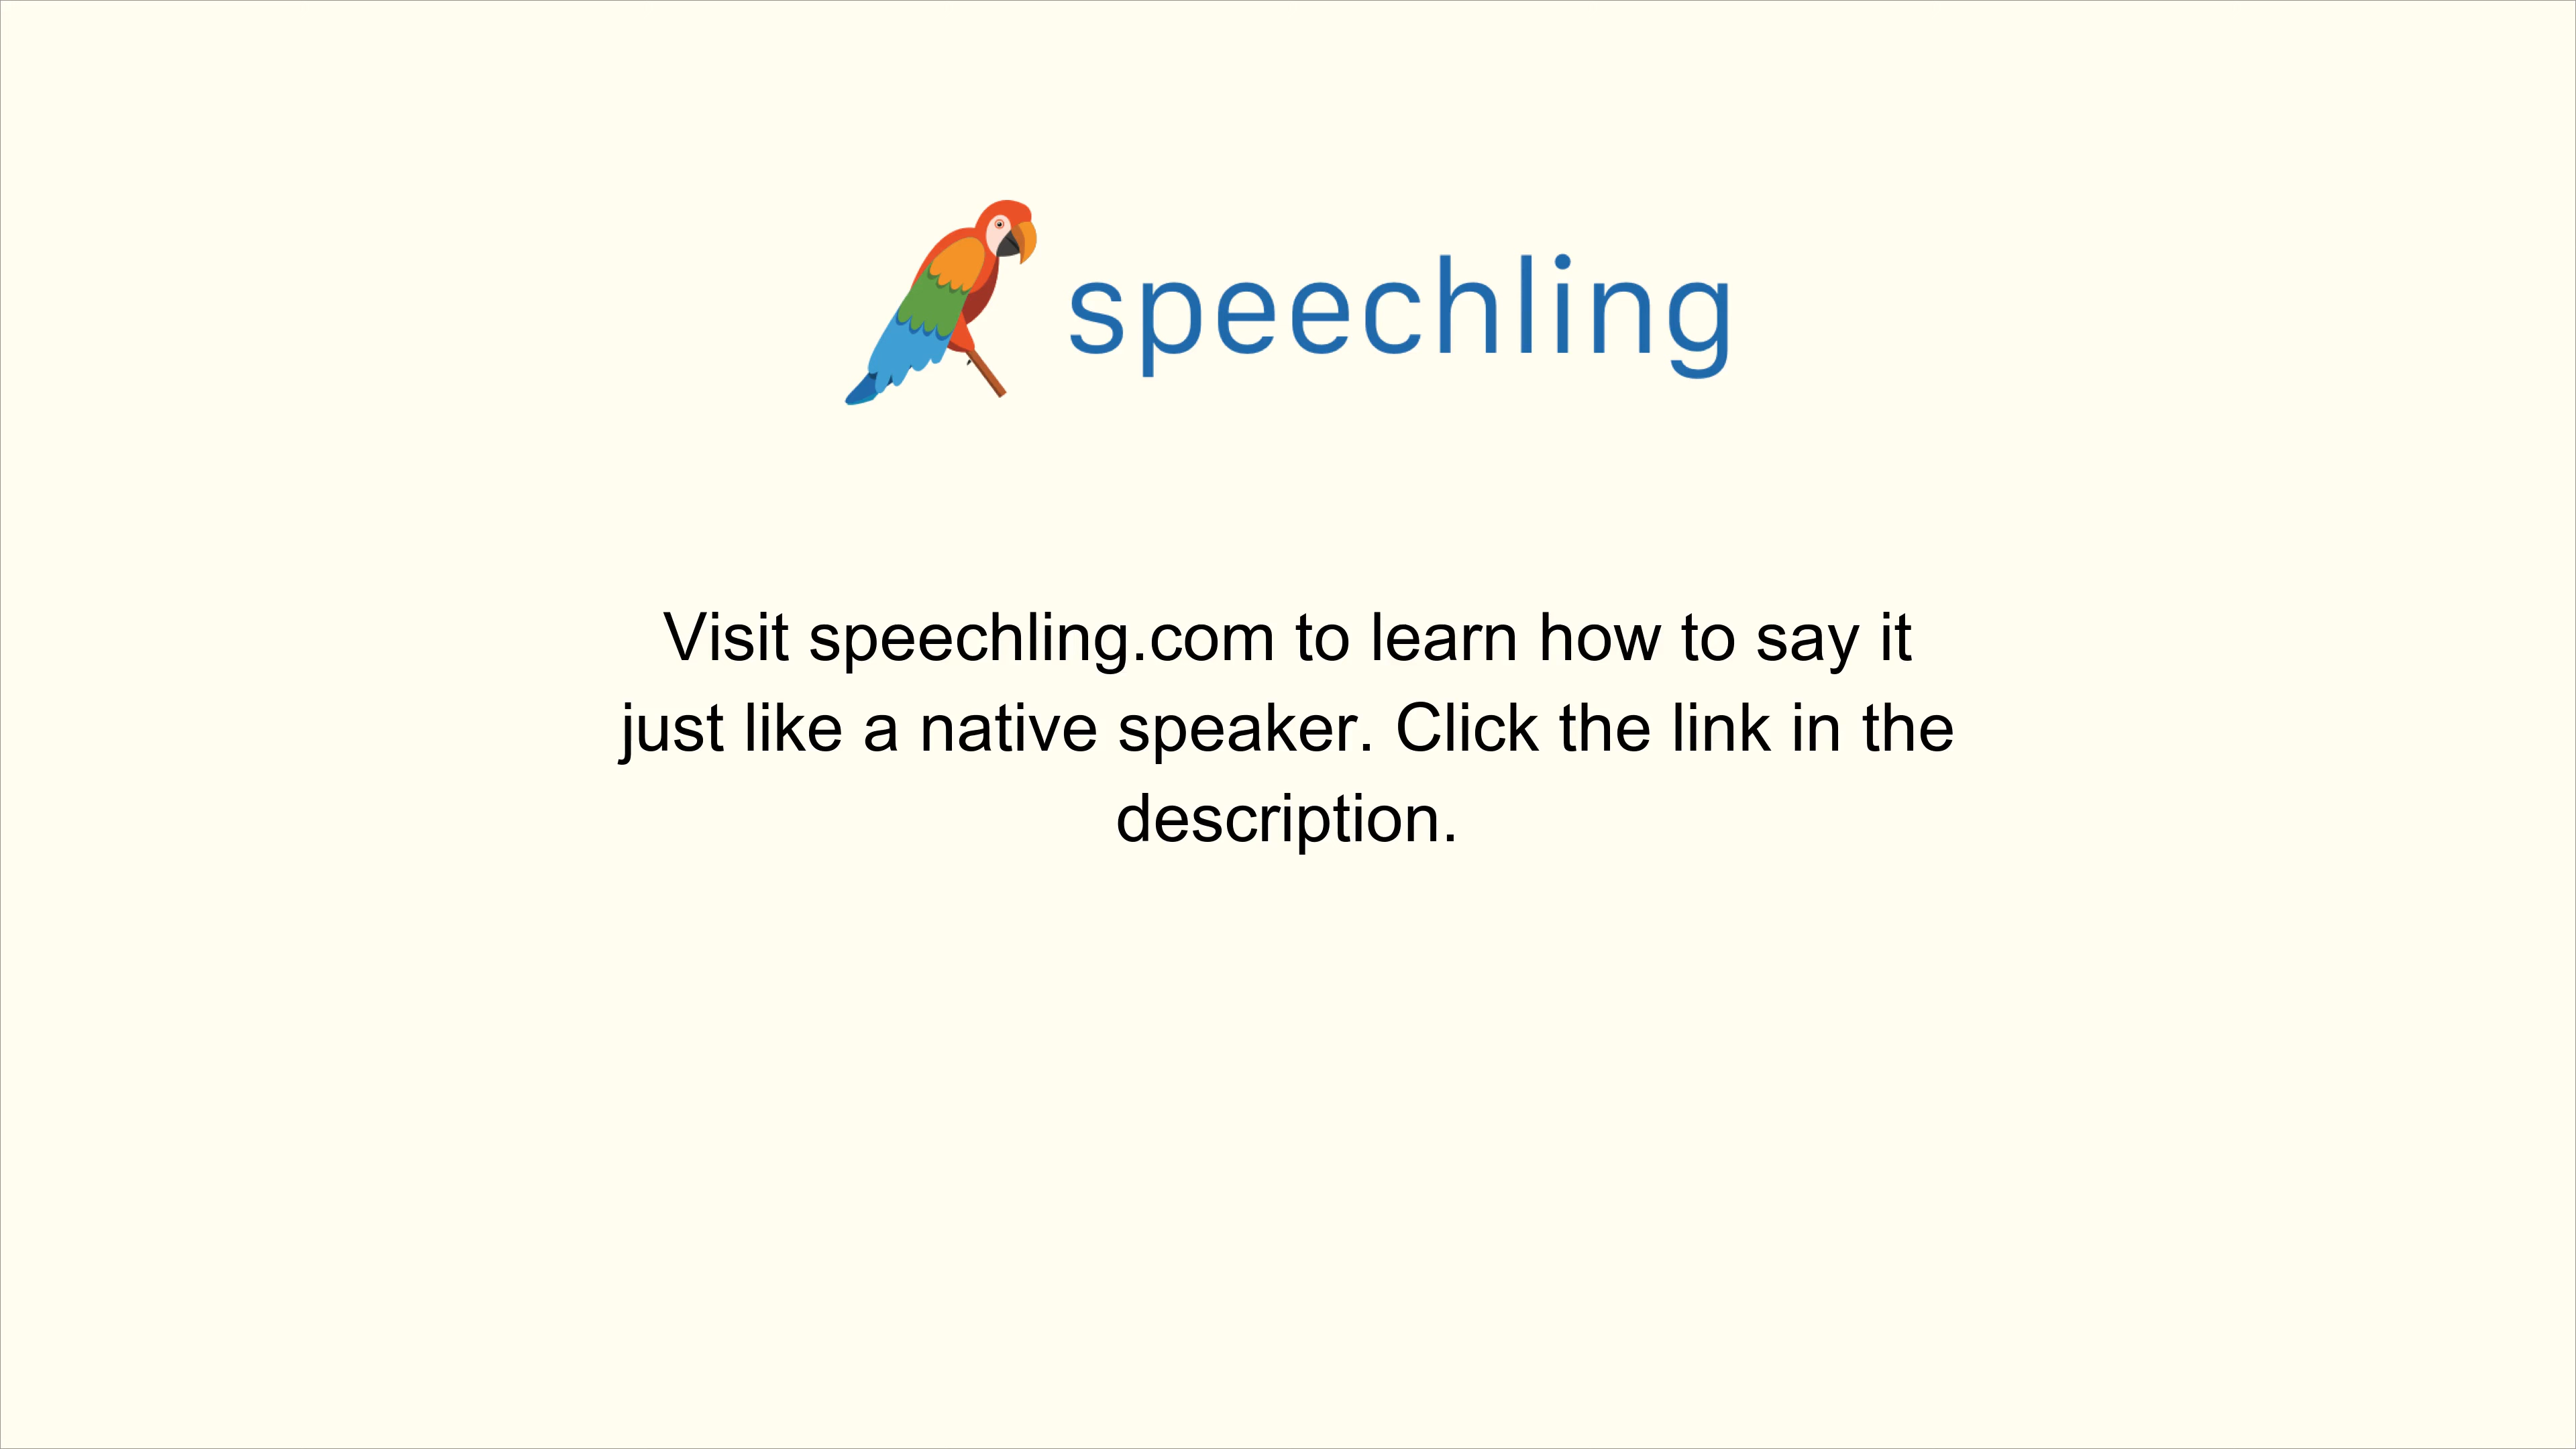 speechling
Visit speechling.com to learn how to say it
just like a native speaker. Click the link in the
description.